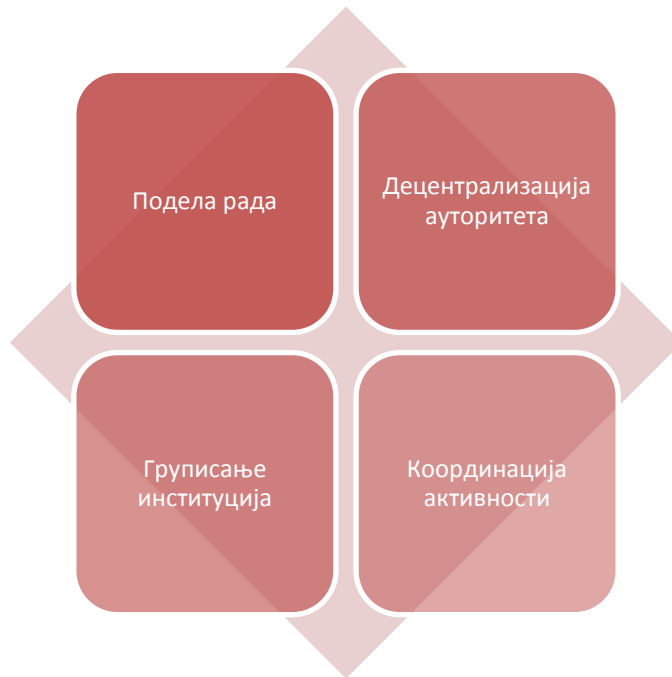 Подела рада
Децентрализација
ауторитета
Груписање
институција
Координација
активности